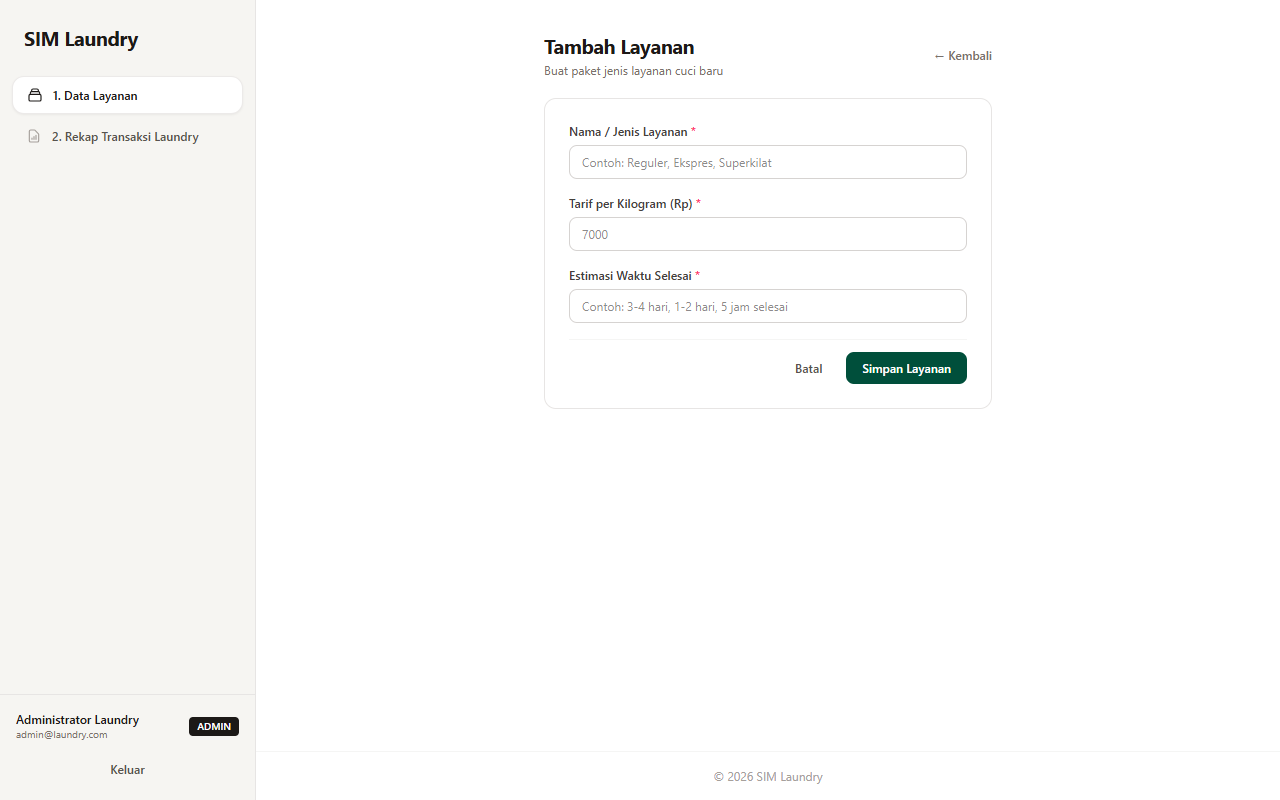 SIM Laundry
1. Data Layanan
2. Rekap Transaksi Laundry
Administrator Laundry
admin@laundry.com
ADMIN
Keluar
Tambah Layanan
Buat paket jenis layanan cuci baru
← Kembali
Nama / Jenis Layanan *
Contoh: Reguler, Ekspres, Superkilat
Tarif per Kilogram (Rp) *
7000
Estimasi Waktu Selesai *
Contoh: 3-4 hari, 1-2 hari, 5 jam selesai
Batal
Simpan Layanan
© 2026 SIM Laundry